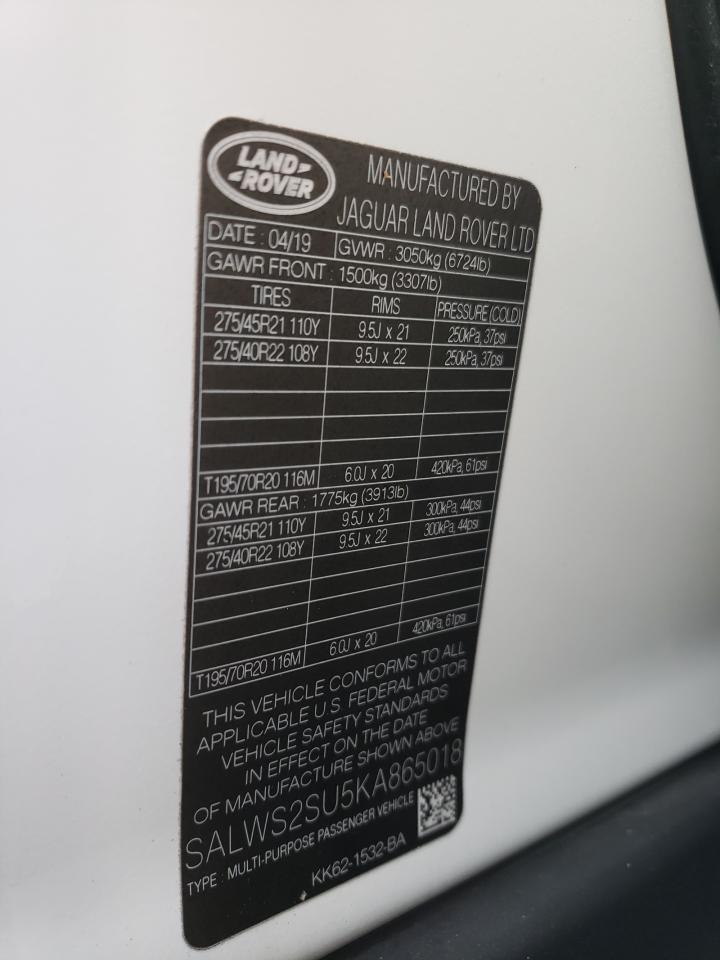 LAND
ROVER
MANUFACTURED BY
JAGUAR LAND ROVER LTD
DATE : 04/19 GVWR : 3050kg (6724lb)
GAWR FRONT : 1500kg (3307lb)
TIRES RIMS PRESSURE (COLD)
275/45R21 110Y 9.5J x 21 250kPa, 37psi
275/40R22 108Y 9.5J x 22 250kPa, 37psi
T195/70R20 116M 6.0J x 20 420kPa, 61psi
GAWR REAR : 1775kg (3913lb)
275/45R21 110Y 9.5J x 21 300kPa, 44psi
275/40R22 108Y 9.5J x 22 300kPa, 44psi
T195/70R20 116M 6.0J x 20 420kPa, 61psi
THIS VEHICLE CONFORMS TO ALL
APPLICABLE U.S. FEDERAL MOTOR
VEHICLE SAFETY STANDARDS
IN EFFECT ON THE DATE
OF MANUFACTURE SHOWN ABOVE
SALWS2SU5KA865018
TYPE : MULTI-PURPOSE PASSENGER VEHICLE
KK62-1532-BA